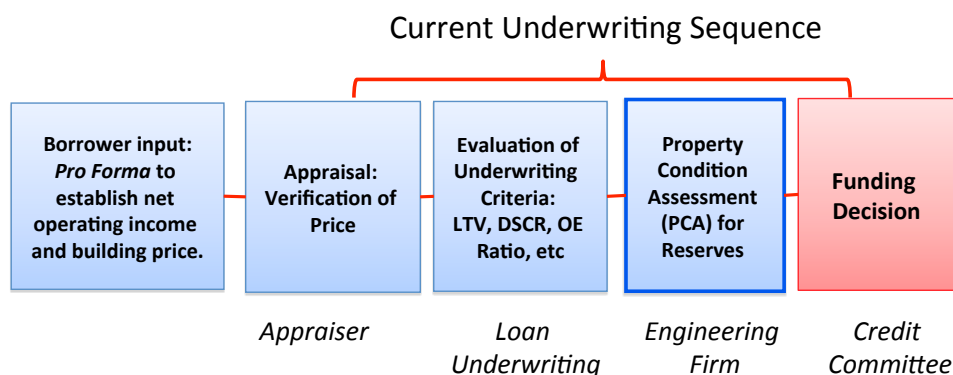 Current Underwriting Sequence
Borrower input:
Pro Forma to
establish net
operating income
and building price.
Appraisal:
Verification of
Price
Evaluation of
Underwriting
Criteria:
LTV, DSCR, OE
Ratio, etc
Property
Condition
Assessment
(PCA) for
Reserves
Funding
Decision
Appraiser
Loan
Underwriting
Engineering
Firm
Credit
Committee